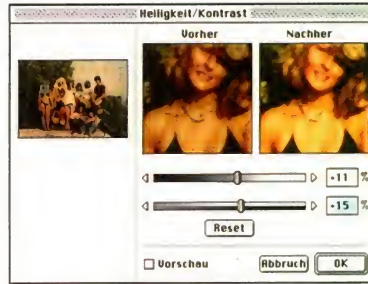 Helligkeit/Kontrast
Vorher
Nachher
+11 %
+15 %
Reset
Vorschau
Abbruch
OK